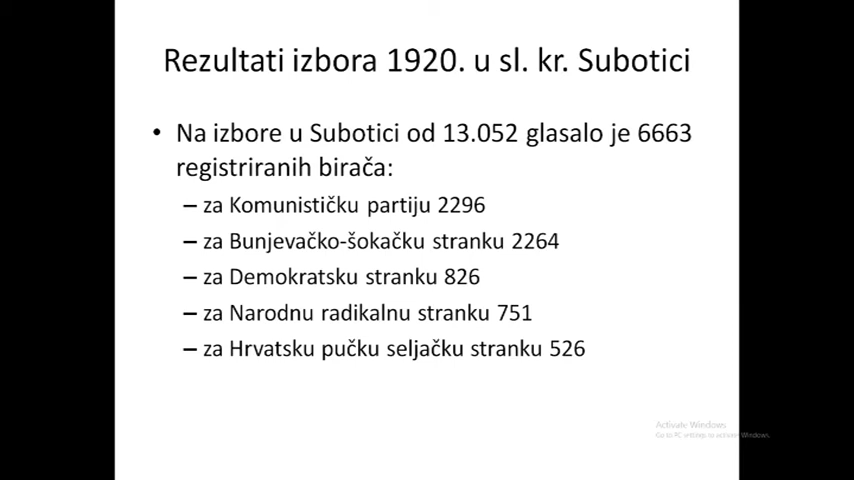 Rezultati izbora 1920. u sl. kr. Subotici
• Na izbore u Subotici od 13.052 glasalo je 6663
registriranih birača:
– za Komunističku partiju 2296
– za Bunjevačko-šokačku stranku 2264
– za Demokratsku stranku 826
– za Narodnu radikalnu stranku 751
– za Hrvatsku pučku seljačku stranku 526
Activate Windows
Go to PC settings to activate Windows.